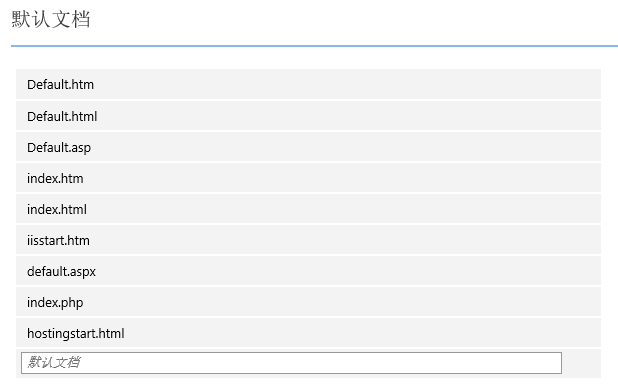 默认文档
Default.htm
Default.html
Default.asp
index.htm
index.html
iisstart.htm
default.aspx
index.php
hostingstart.html
默认文档